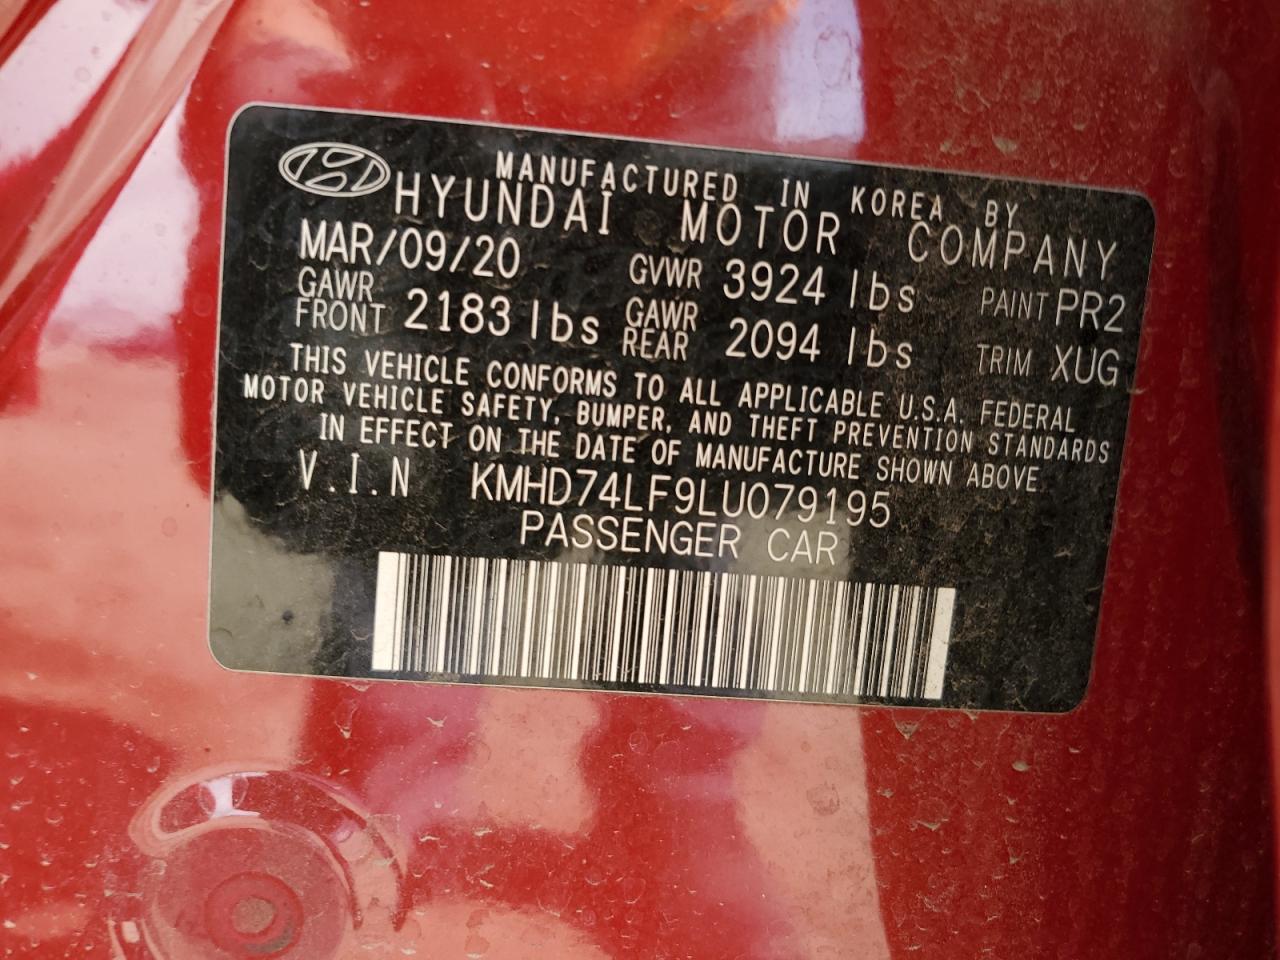 MANUFACTURED IN KOREA BY
HYUNDAI MOTOR COMPANY
MAR/09/20 GVWR 3924 lbs PAINT PR2
GAWR FRONT 2183 lbs GAWR REAR 2094 lbs TRIM XUG
THIS VEHICLE CONFORMS TO ALL APPLICABLE U.S.A. FEDERAL
MOTOR VEHICLE SAFETY, BUMPER, AND THEFT PREVENTION STANDARDS
IN EFFECT ON THE DATE OF MANUFACTURE SHOWN ABOVE
V.I.N KMHD74LF9LU079195
PASSENGER CAR